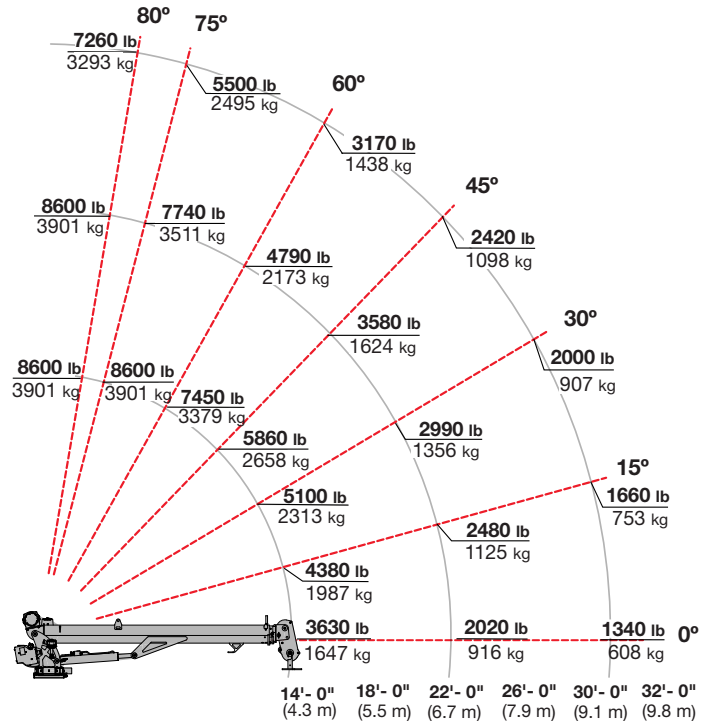 80º
75º
7260 lb
3293 kg
5500 lb
2495 kg
60º
3170 lb
1438 kg
45º
8600 lb
3901 kg
7740 lb
3511 kg
4790 lb
2173 kg
2420 lb
1098 kg
30º
3580 lb
1624 kg
2000 lb
907 kg
8600 lb
3901 kg
8600 lb
3901 kg
7450 lb
3379 kg
2990 lb
1356 kg
5860 lb
2658 kg
15º
5100 lb
2313 kg
1660 lb
753 kg
2480 lb
1125 kg
4380 lb
1987 kg
3630 lb
1647 kg
2020 lb
916 kg
1340 lb
608 kg
0º
14'- 0" 18'- 0" 22'- 0" 26'- 0" 30'- 0" 32'- 0"
(4.3 m) (5.5 m) (6.7 m) (7.9 m) (9.1 m) (9.8 m)